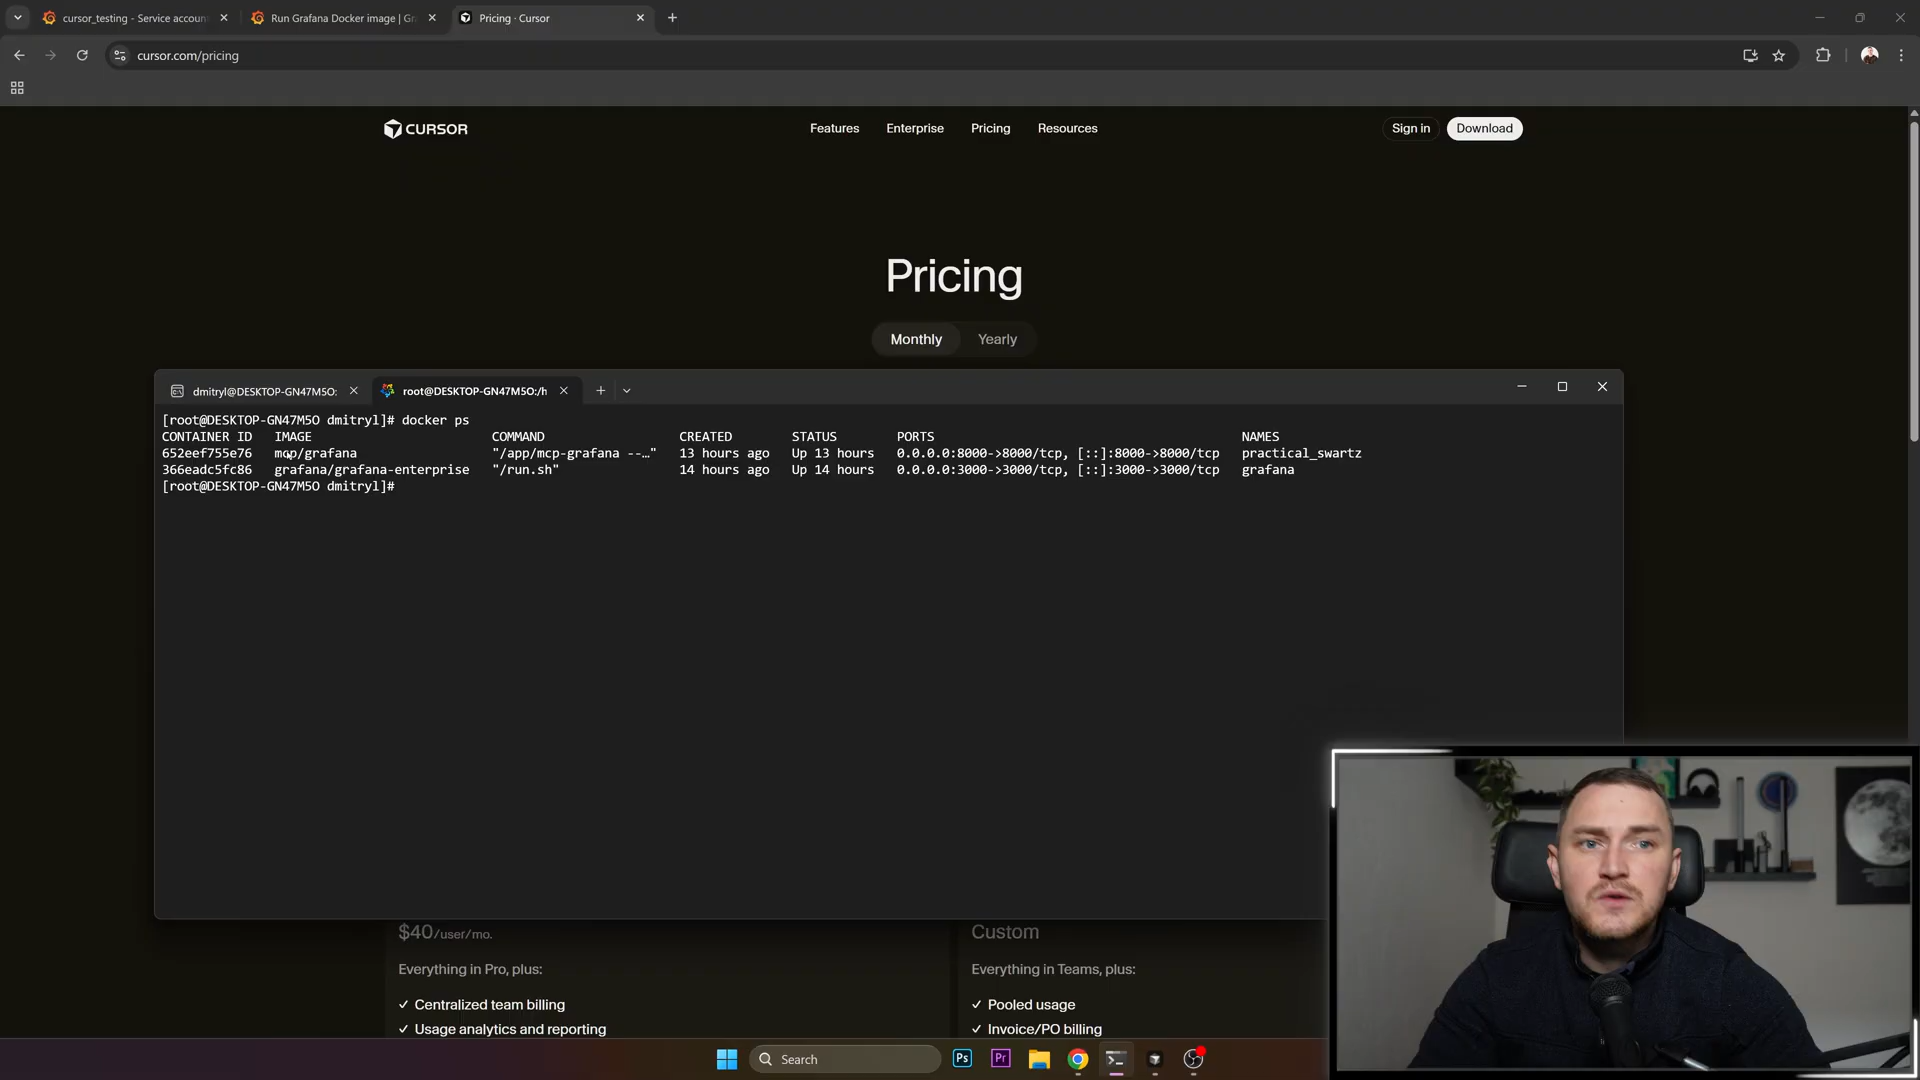 cursor_testing - Service accoun
Run Grafana Docker image | Gr
Pricing · Cursor
cursor.com/pricing
CURSOR
Features
Enterprise
Pricing
Resources
Sign in
Download
Pricing
Monthly
Yearly
dmitryl@DESKTOP-GN47M5O:
root@DESKTOP-GN47M5O:/h
[root@DESKTOP-GN47M5O dmitryl]# docker ps
CONTAINER ID IMAGE COMMAND CREATED STATUS PORTS NAMES
652eef755e76 mcp/grafana "/app/mcp-grafana --…" 13 hours ago Up 13 hours 0.0.0.0:8000->8000/tcp, [::]:8000->8000/tcp practical_swartz
366eadc5fc86 grafana/grafana-enterprise "/run.sh" 14 hours ago Up 14 hours 0.0.0.0:3000->3000/tcp, [::]:3000->3000/tcp grafana
[root@DESKTOP-GN47M5O dmitryl]#
$40/user/mo.
Custom
Everything in Pro, plus:
Everything in Teams, plus:
✓ Centralized team billing
✓ Pooled usage
✓ Usage analytics and reporting
✓ Invoice/PO billing
Search
Ps
Pr